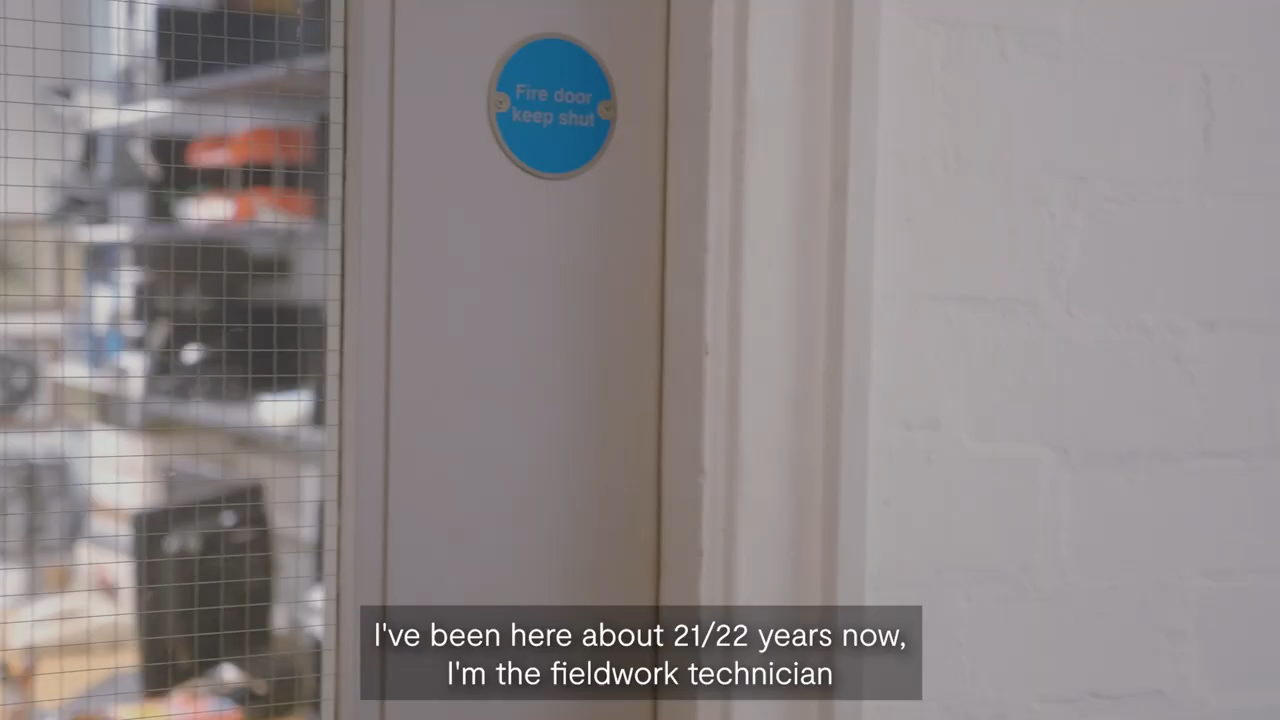 Fire door
keep shut
I've been here about 21/22 years now,
I'm the fieldwork technician